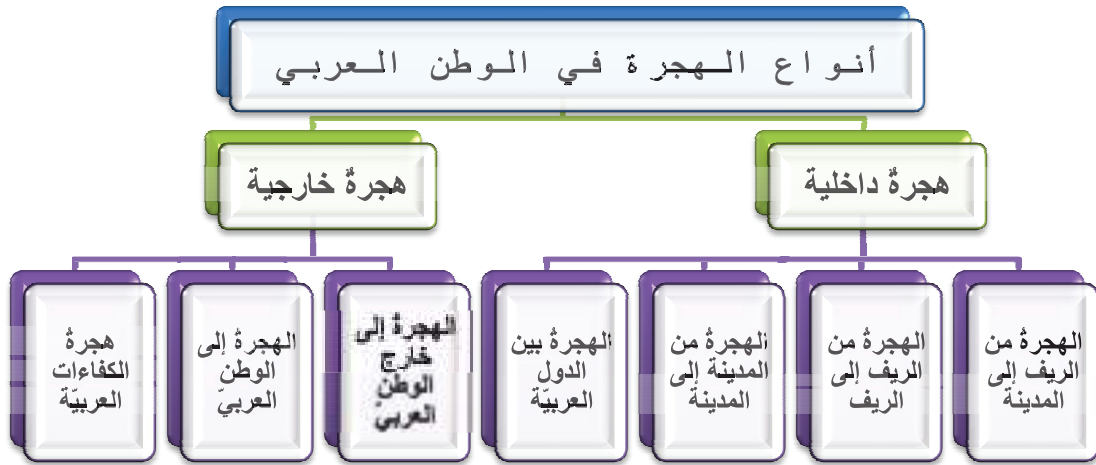 أنواع الهجرة في الوطن العربي
هجرة داخلية
هجرة خارجية
الهجرة من
الريف إلى
المدينة
الهجرة من
الريف إلى
الريف
الهجرة من
المدينة إلى
المدينة
الهجرة بين
الدول
العربيّة
الهجرة إلى
خارج
الوطن
العربيّ
الهجرة إلى
الوطن
العربيّ
هجرة
الكفاءات
العربيّة